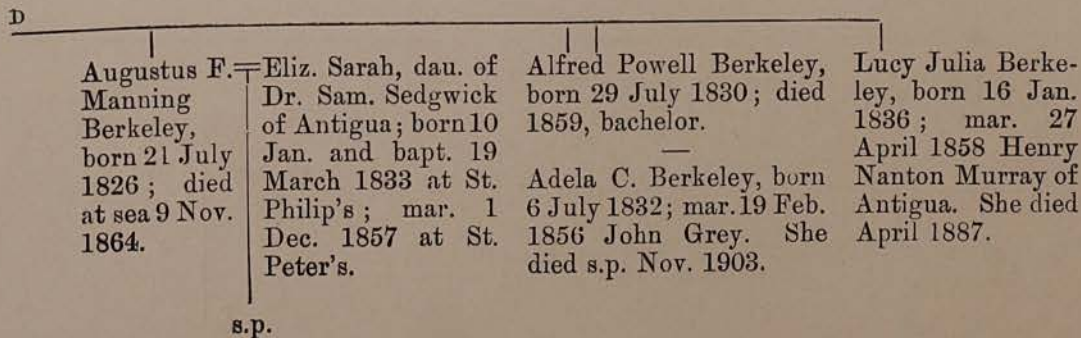 D
Augustus F.
Manning
Berkeley,
born 21 July
1826 ; died
at sea 9 Nov.
1864.
Eliz. Sarah, dau. of
Dr. Sam. Sedgwick
of Antigua; born 10
Jan. and bapt. 19
March 1833 at St.
Philip's ; mar. 1
Dec. 1857 at St.
Peter's.
s.p.
Alfred Powell Berkeley,
born 29 July 1830 ; died
1859, bachelor.
—
Adela C. Berkeley, born
6 July 1832; mar. 19 Feb.
1856 John Grey. She
died s.p. Nov. 1903.
Lucy Julia Berke-
ley, born 16 Jan.
1836 ; mar. 27
April 1858 Henry
Nanton Murray of
Antigua. She died
April 1887.